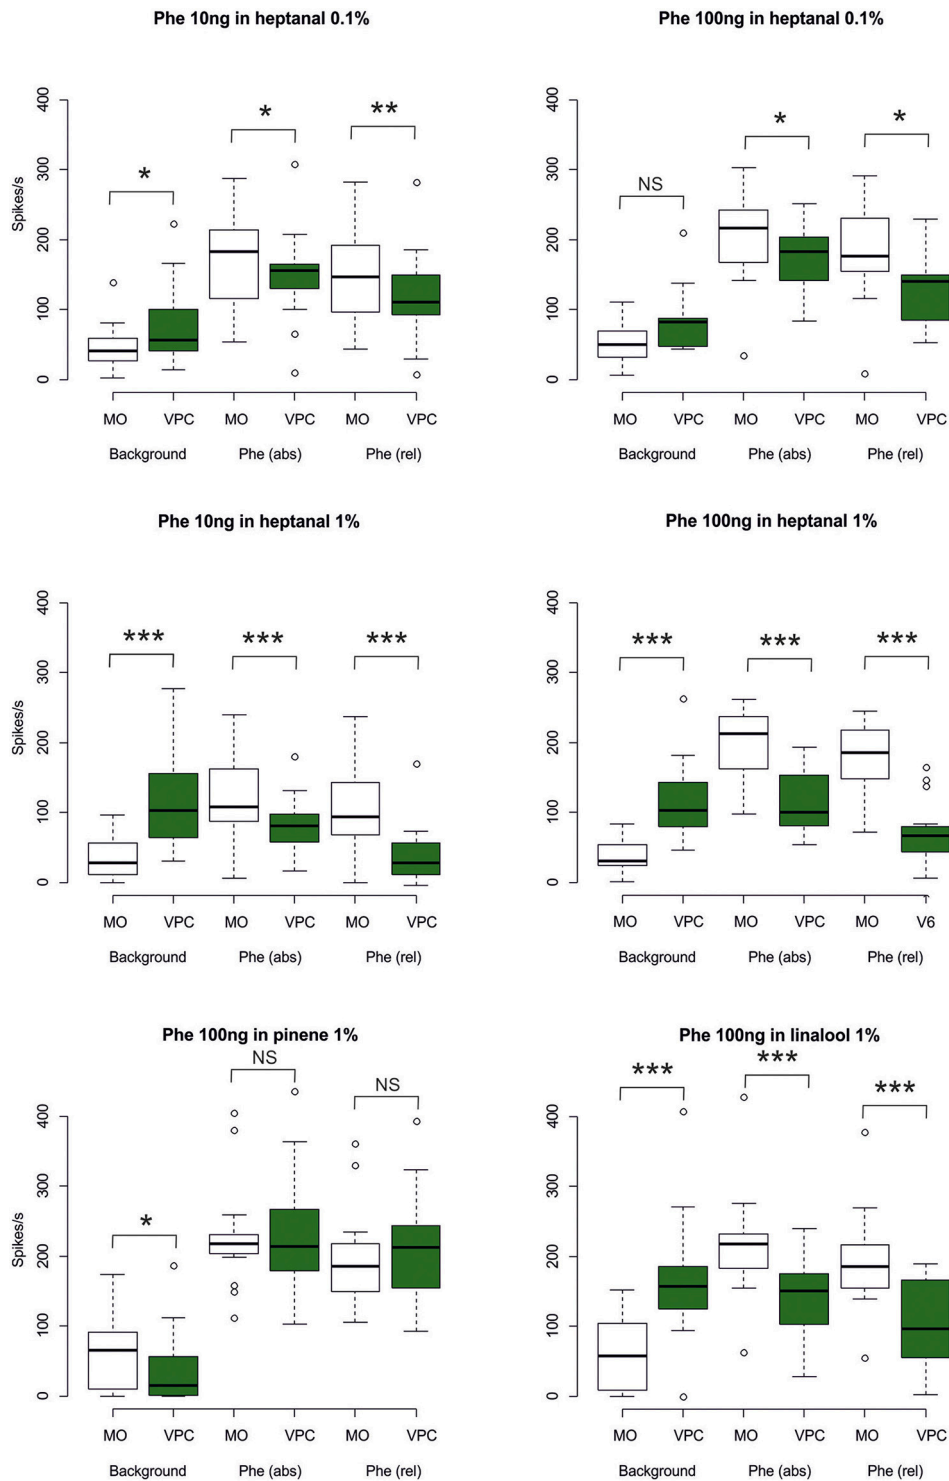 Phe 10ng in heptanal 0.1%
Phe 100ng in heptanal 0.1%
400
300
200
100
0
Spikes/s
*
*
**
MO VPC MO VPC MO VPC
Background Phe (abs) Phe (rel)
400
300
200
100
0
NS
*
*
MO VPC MO VPC MO VPC
Background Phe (abs) Phe (rel)
Phe 10ng in heptanal 1%
Phe 100ng in heptanal 1%
400
300
200
100
0
Spikes/s
***
***
***
MO VPC MO VPC MO VPC
Background Phe (abs) Phe (rel)
400
300
200
100
0
***
***
***
MO VPC MO VPC MO V6
Background Phe (abs) Phe (rel)
Phe 100ng in pinene 1%
Phe 100ng in linalool 1%
400
300
200
100
0
Spikes/s
*
NS
NS
MO VPC MO VPC MO VPC
Background Phe (abs) Phe (rel)
400
300
200
100
0
***
***
***
MO VPC MO VPC MO VPC
Background Phe (abs) Phe (rel)